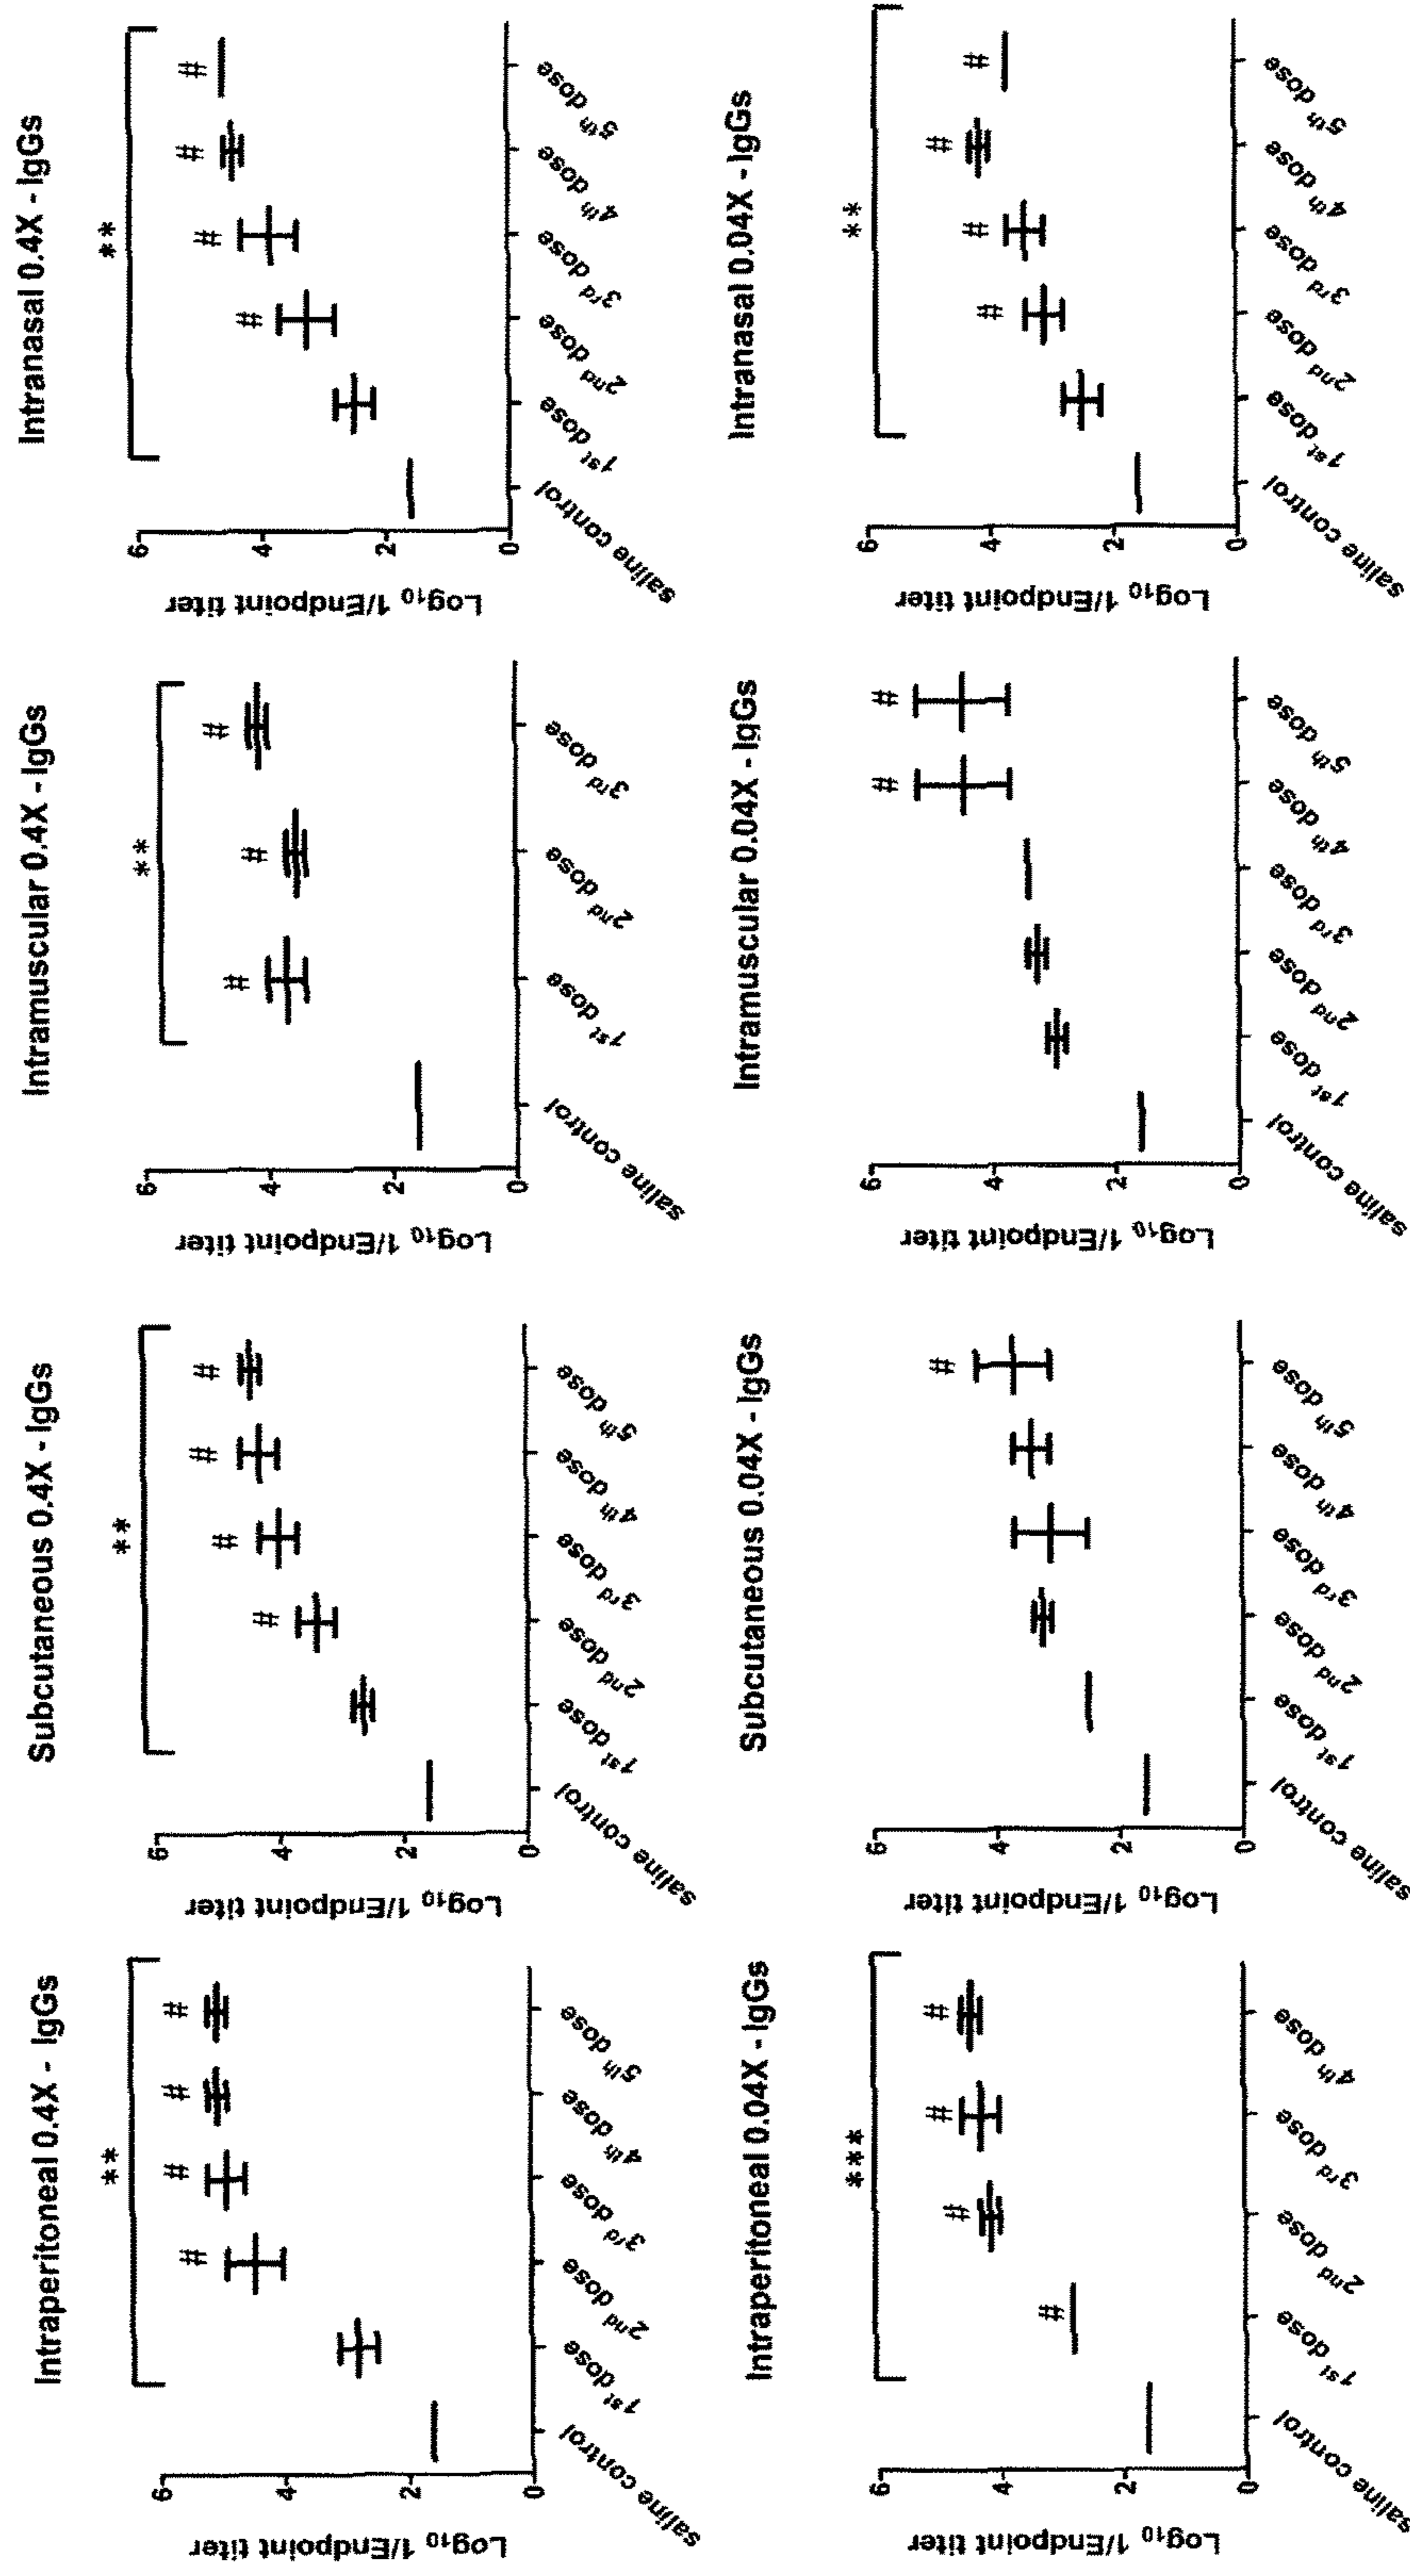 Intraperitoneal 0.4X - IgGs
**
# # # #
Log10 1/Endpoint titer
6
4
2
0
saline control
1st dose
2nd dose
3rd dose
4th dose
5th dose
Subcutaneous 0.4X - IgGs
**
# # # #
Log10 1/Endpoint titer
6
4
2
0
saline control
1st dose
2nd dose
3rd dose
4th dose
5th dose
Intramuscular 0.4X - IgGs
**
# # #
Log10 1/Endpoint titer
6
4
2
0
saline control
1st dose
2nd dose
3rd dose
Intranasal 0.4X - IgGs
**
# # # #
Log10 1/Endpoint titer
6
4
2
0
saline control
1st dose
2nd dose
3rd dose
4th dose
5th dose
Intraperitoneal 0.04X - IgGs
***
# # # #
Log10 1/Endpoint titer
6
4
2
0
saline control
1st dose
2nd dose
3rd dose
4th dose
Subcutaneous 0.04X - IgGs
#
Log10 1/Endpoint titer
6
4
2
0
saline control
1st dose
2nd dose
3rd dose
4th dose
5th dose
Intramuscular 0.04X - IgGs
# #
Log10 1/Endpoint titer
6
4
2
0
saline control
1st dose
2nd dose
3rd dose
4th dose
5th dose
Intranasal 0.04X - IgGs
**
# # # #
Log10 1/Endpoint titer
6
4
2
0
saline control
1st dose
2nd dose
3rd dose
4th dose
5th dose